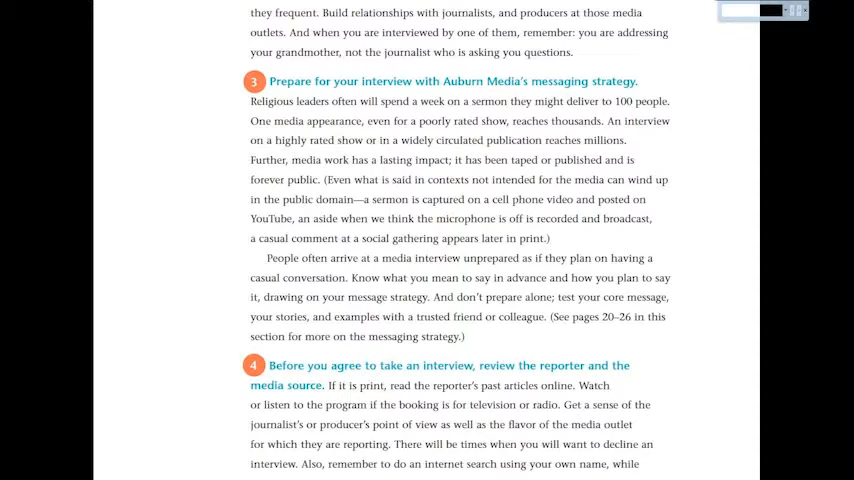 they frequent. Build relationships with journalists, and producers at those media
outlets. And when you are interviewed by one of them, remember: you are addressing
your grandmother, not the journalist who is asking you questions.
3 Prepare for your interview with Auburn Media's messaging strategy.
Religious leaders often will spend a week on a sermon they might deliver to 100 people.
One media appearance, even for a poorly rated show, reaches thousands. An interview
on a highly rated show or in a widely circulated publication reaches millions.
Further, media work has a lasting impact; it has been taped or published and is
forever public. (Even what is said in contexts not intended for the media can wind up
in the public domain—a sermon is captured on a cell phone video and posted on
YouTube, an aside when we think the microphone is off is recorded and broadcast,
a casual comment at a social gathering appears later in print.)
People often arrive at a media interview unprepared as if they plan on having a
casual conversation. Know what you mean to say in advance and how you plan to say
it, drawing on your message strategy. And don't prepare alone; test your core message,
your stories, and examples with a trusted friend or colleague. (See pages 20–26 in this
section for more on the messaging strategy.)
4 Before you agree to take an interview, review the reporter and the
media source. If it is print, read the reporter's past articles online. Watch
or listen to the program if the booking is for television or radio. Get a sense of the
journalist's or producer's point of view as well as the flavor of the media outlet
for which they are reporting. There will be times when you will want to decline an
interview. Also, remember to do an internet search using your own name, while